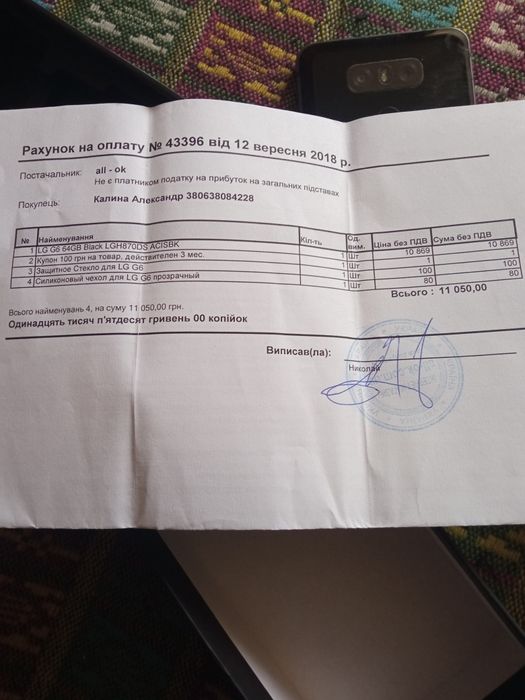 Рахунок на оплату № 43396 від 12 вересня 2018 р.
Постачальник: all - ok
Не є платником податку на прибуток на загальних підставах
Покупець: Калина Александр 380638084228
№ Найменування Кіл-ть Од. вим. Ціна без ПДВ Сума без ПДВ
1 LG G6 64GB Black LGH870DS ACISBK 1 Шт 10 869 10 869
2 Купон 100 грн на товар, действителен 3 мес. 1 Шт 1 1
3 Защитное Стекло для LG G6 1 Шт 100 100
4 Силиконовый чехол для LG G6 прозрачный 1 Шт 80 80
Всього : 11 050,00
Всього найменувань 4, на суму 11 050,00 грн.
Одинадцять тисяч п'ятдесят гривень 00 копійок
Виписав(ла):
Николай